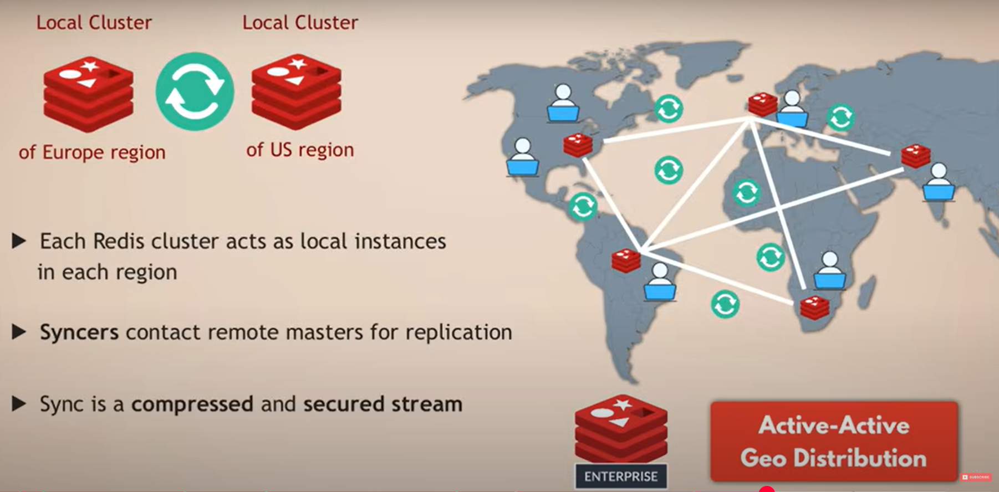 Local Cluster
Local Cluster
of Europe region
of US region
▶ Each Redis cluster acts as local instances
in each region
▶ Syncers contact remote masters for replication
▶ Sync is a compressed and secured stream
ENTERPRISE
Active-Active
Geo Distribution
SUBSCRIBE